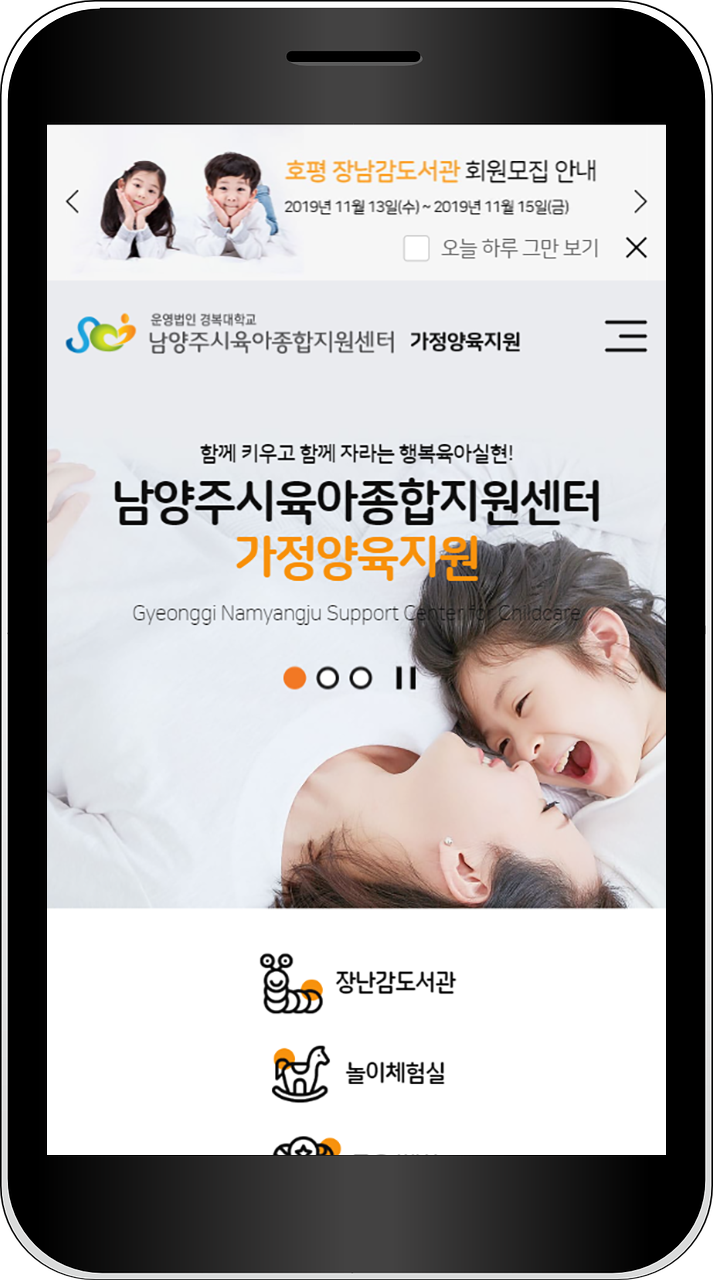 호평 장남감도서관 회원모집 안내
2019년 11월 13일(수) ~ 2019년 11월 15일(금)
오늘 하루 그만 보기
운영법인 경복대학교
남양주시육아종합지원센터 가정양육지원
함께 키우고 함께 자라는 행복육아실현!
남양주시육아종합지원센터
가정양육지원
Gyeonggi Namyangju Support Center for Childcare
장난감도서관
놀이체험실